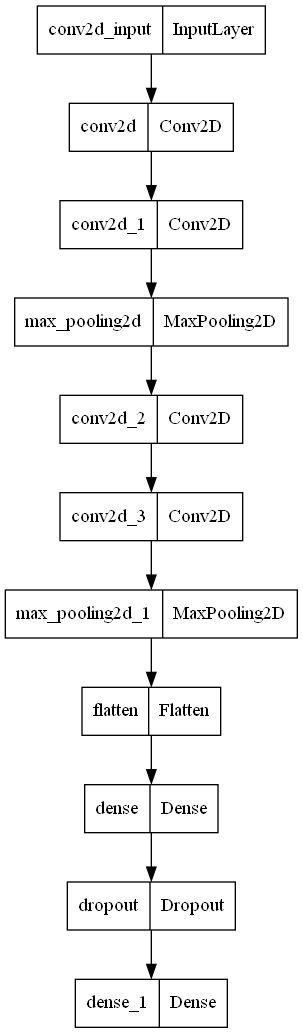 conv2d_input InputLayer
conv2d Conv2D
conv2d_1 Conv2D
max_pooling2d MaxPooling2D
conv2d_2 Conv2D
conv2d_3 Conv2D
max_pooling2d_1 MaxPooling2D
flatten Flatten
dense Dense
dropout Dropout
dense_1 Dense